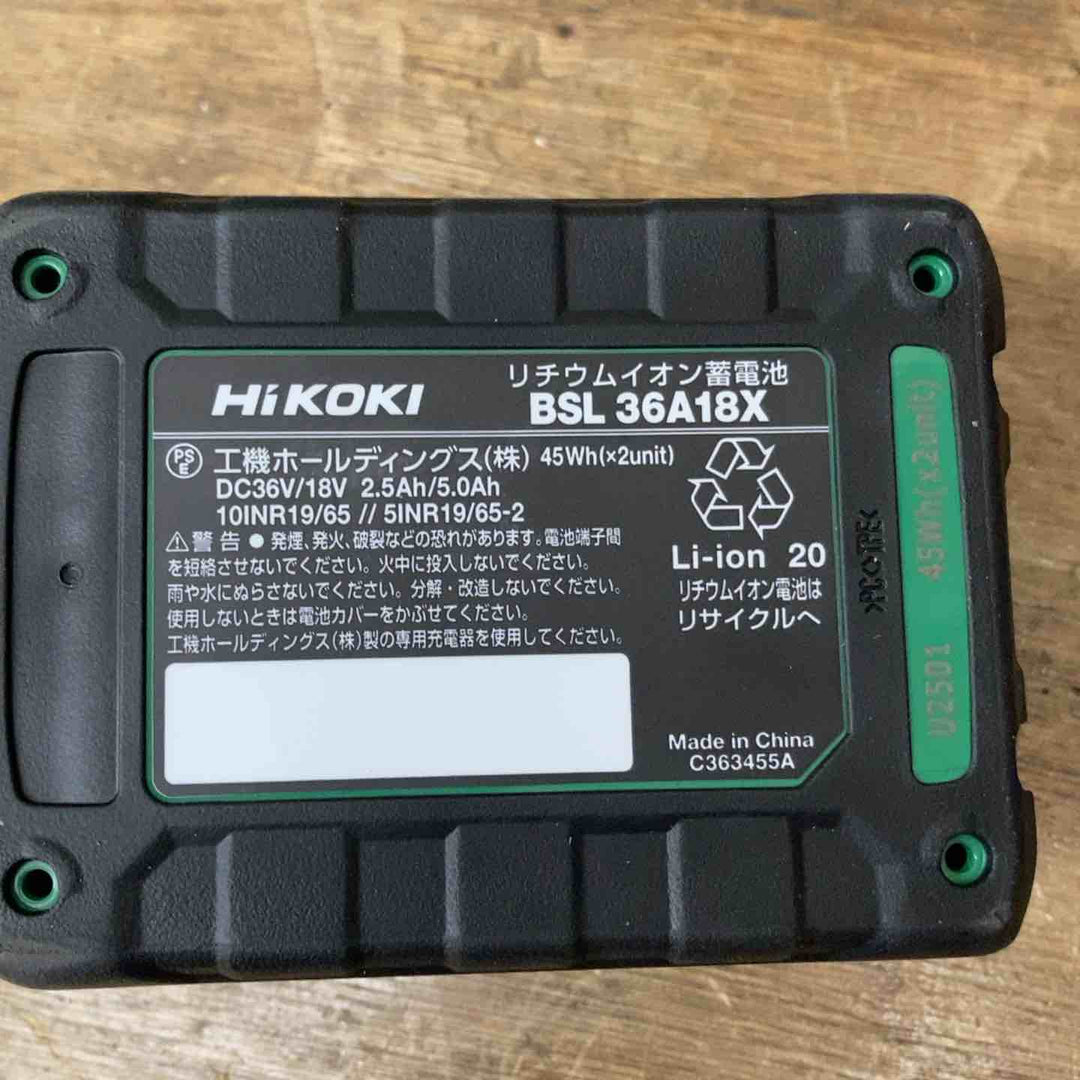 HiKOKI
リチウムイオン蓄電池
BSL 36A18X
PSE 工機ホールディングス(株) 45Wh(×2unit)
DC36V/18V 2.5Ah/5.0Ah
10INR19/65 // 5INR19/65-2
⚠警告 ● 発煙、発火、破裂などの恐れがあります。電池端子間
を短絡させないでください。火中に投入しないでください。
雨や水にぬらさないでください。分解・改造しないでください。
使用しないときは電池カバーをかぶせてください。
工機ホールディングス(株)製の専用充電器を使用してください。
Li-ion 20
リチウムイオン電池は
リサイクルへ
Made in China
C363455A
45Wh(x2unit)
U2501